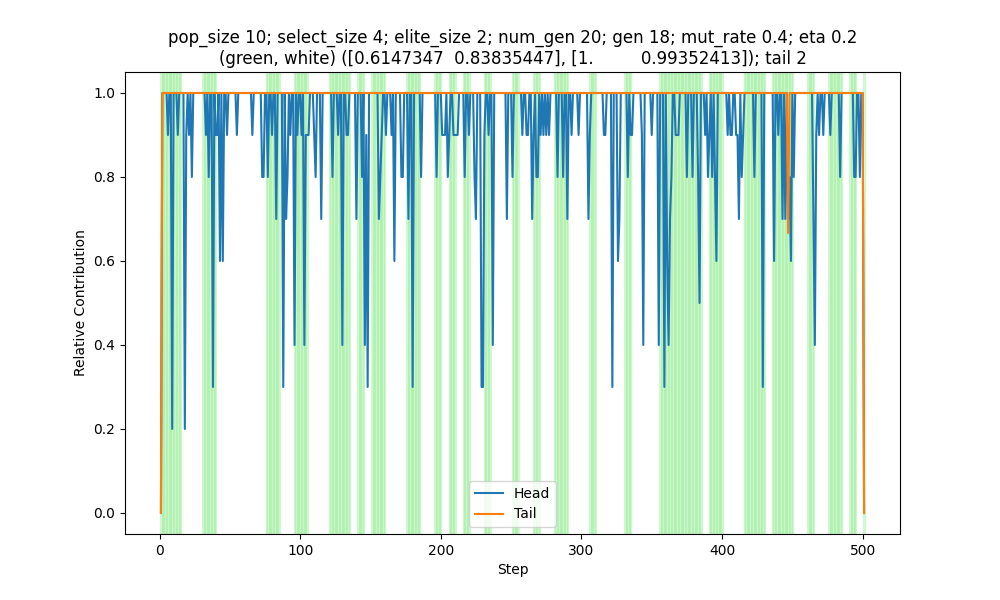 pop_size 10; select_size 4; elite_size 2; num_gen 20; gen 18; mut_rate 0.4; eta 0.2
(green, white) ([0.6147347  0.83835447], [1.         0.99352413]); tail 2
1.0
0.8
0.6
0.4
0.2
0.0
Relative Contribution
Head
Tail
0
100
200
300
400
500
Step